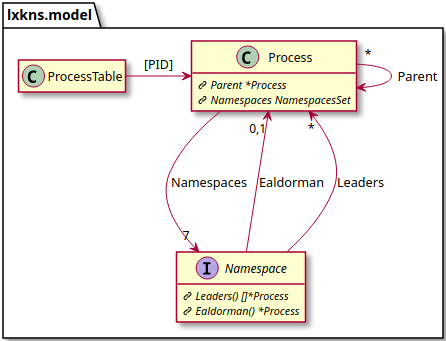 lxkns.model
C Process
Parent *Process
Namespaces NamespacesSet
C ProcessTable
[PID]
*
Parent
0,1
*
Namespaces
Ealdorman
Leaders
7
I Namespace
Leaders() []*Process
Ealdorman() *Process